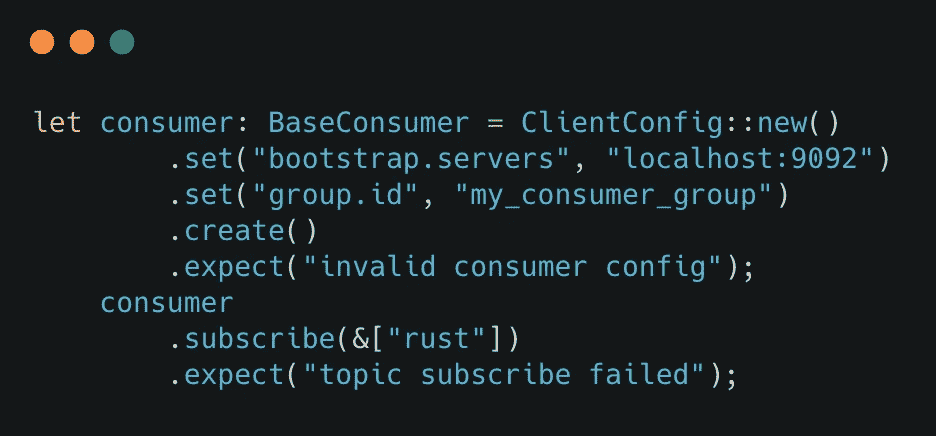 let consumer: BaseConsumer = ClientConfig::new()
        .set("bootstrap.servers", "localhost:9092")
        .set("group.id", "my_consumer_group")
        .create()
        .expect("invalid consumer config");
    consumer
        .subscribe(&["rust"])
        .expect("topic subscribe failed");